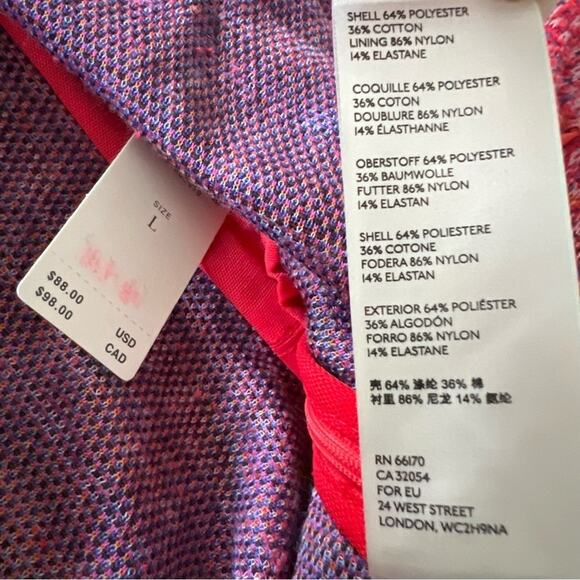 SIZE
L
$88.00 USD
$98.00 CAD
SHELL 64% POLYESTER
36% COTTON
LINING 86% NYLON
14% ELASTANE
COQUILLE 64% POLYESTER
36% COTON
DOUBLURE 86% NYLON
14% ÉLASTHANNE
OBERSTOFF 64% POLYESTER
36% BAUMWOLLE
FUTTER 86% NYLON
14% ELASTAN
SHELL 64% POLIESTERE
36% COTONE
FODERA 86% NYLON
14% ELASTAN
EXTERIOR 64% POLIÉSTER
36% ALGODÓN
FORRO 86% NYLON
14% ELASTANE
壳 64% 涤纶 36% 棉
衬里 86% 尼龙 14% 氨纶
RN 66170
CA 32054
FOR EU
24 WEST STREET
LONDON, WC2H9NA